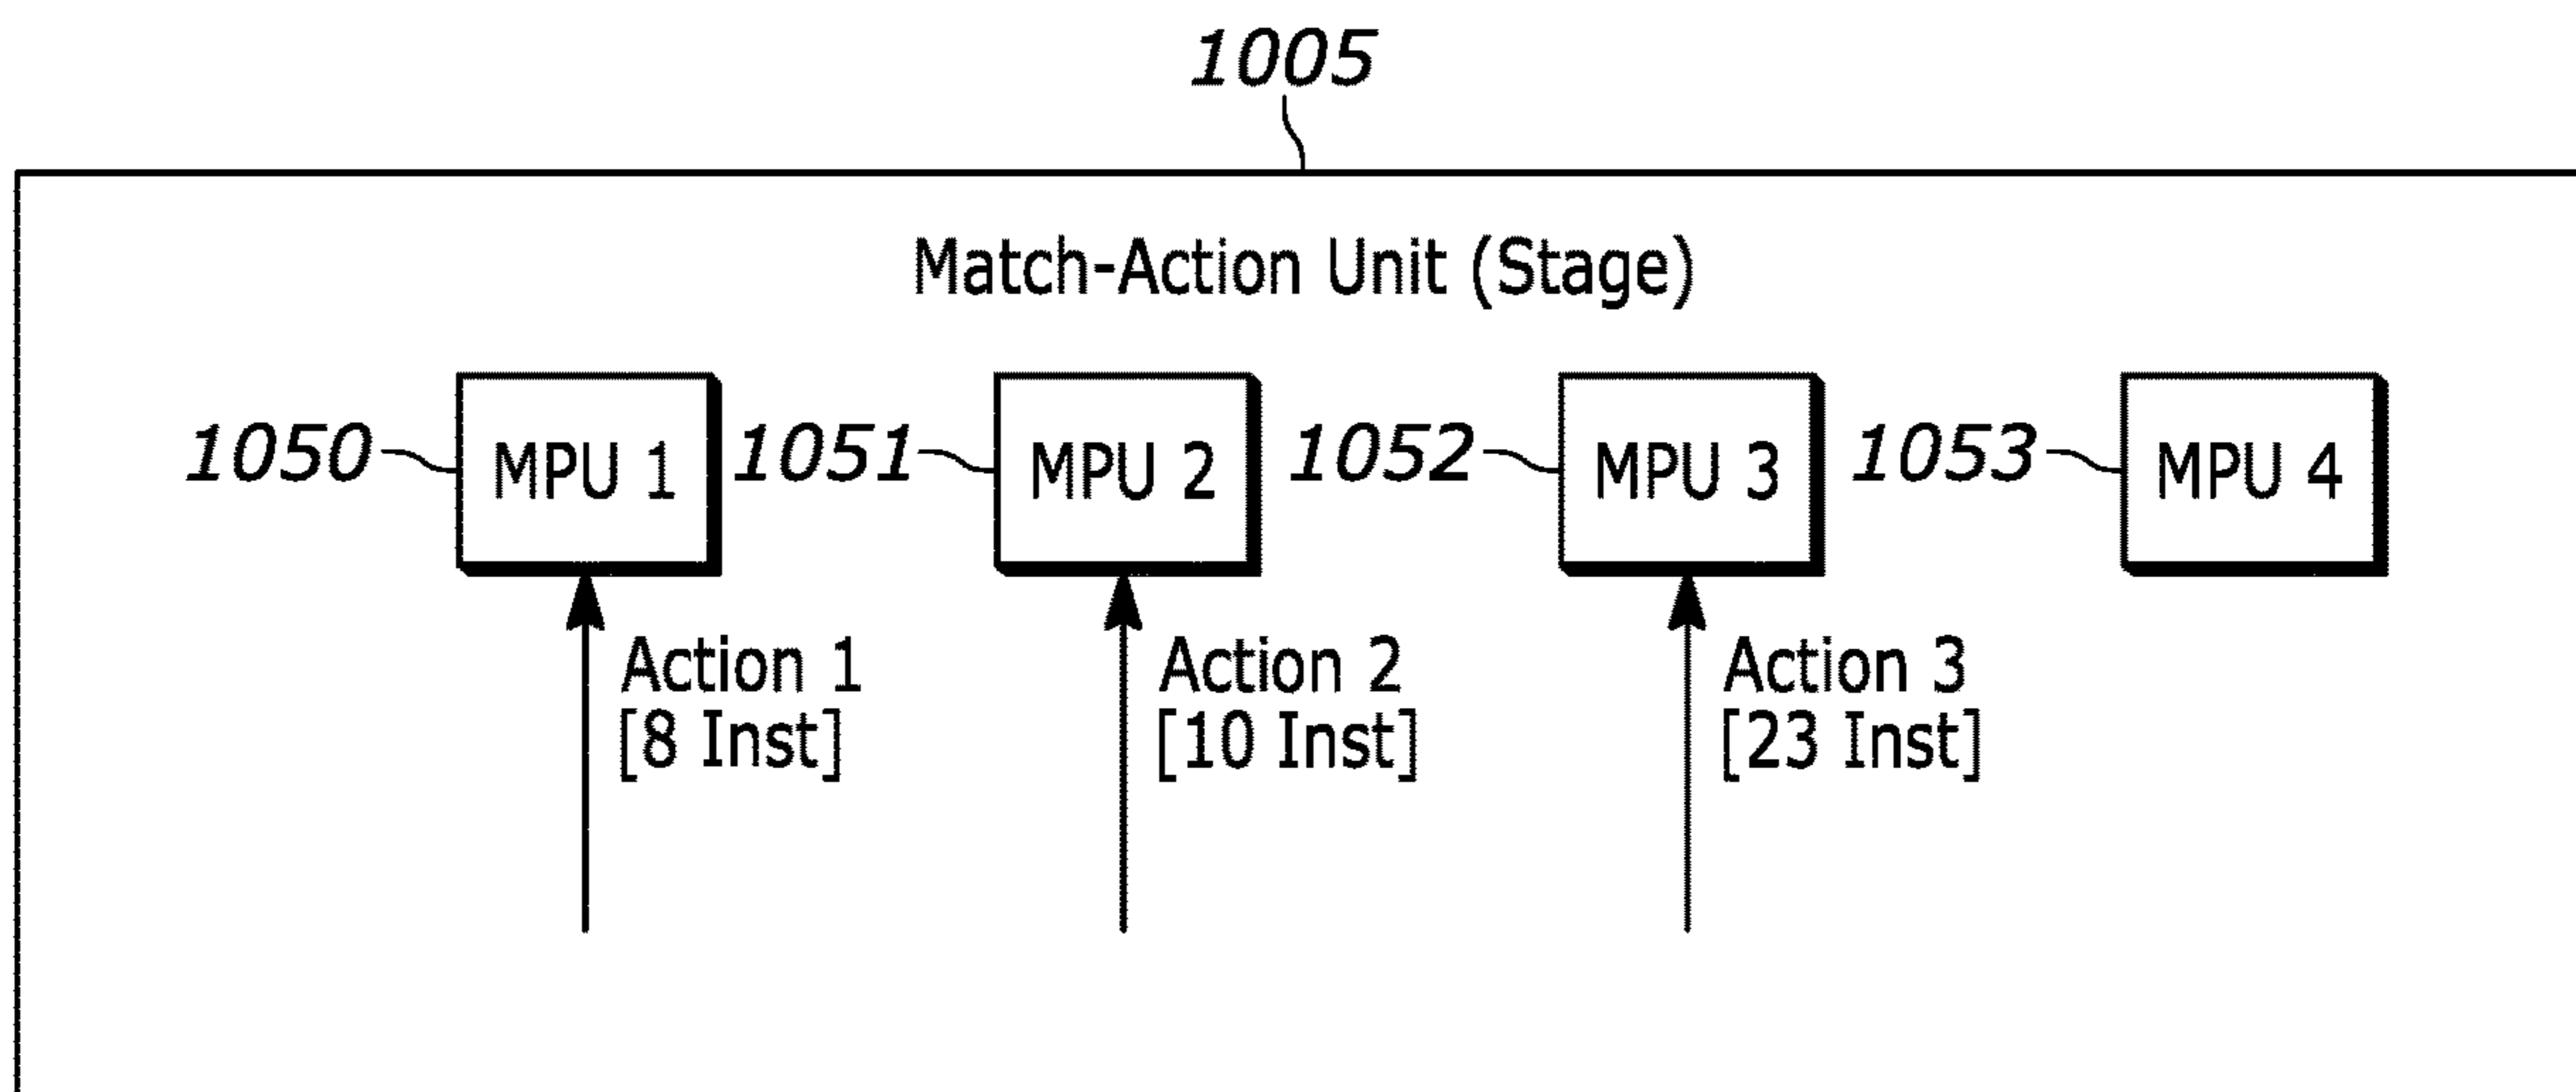 1005
Match-Action Unit (Stage)
1050 MPU 1 1051 MPU 2 1052 MPU 3 1053 MPU 4
Action 1 Action 2 Action 3
[8 Inst] [10 Inst] [23 Inst]